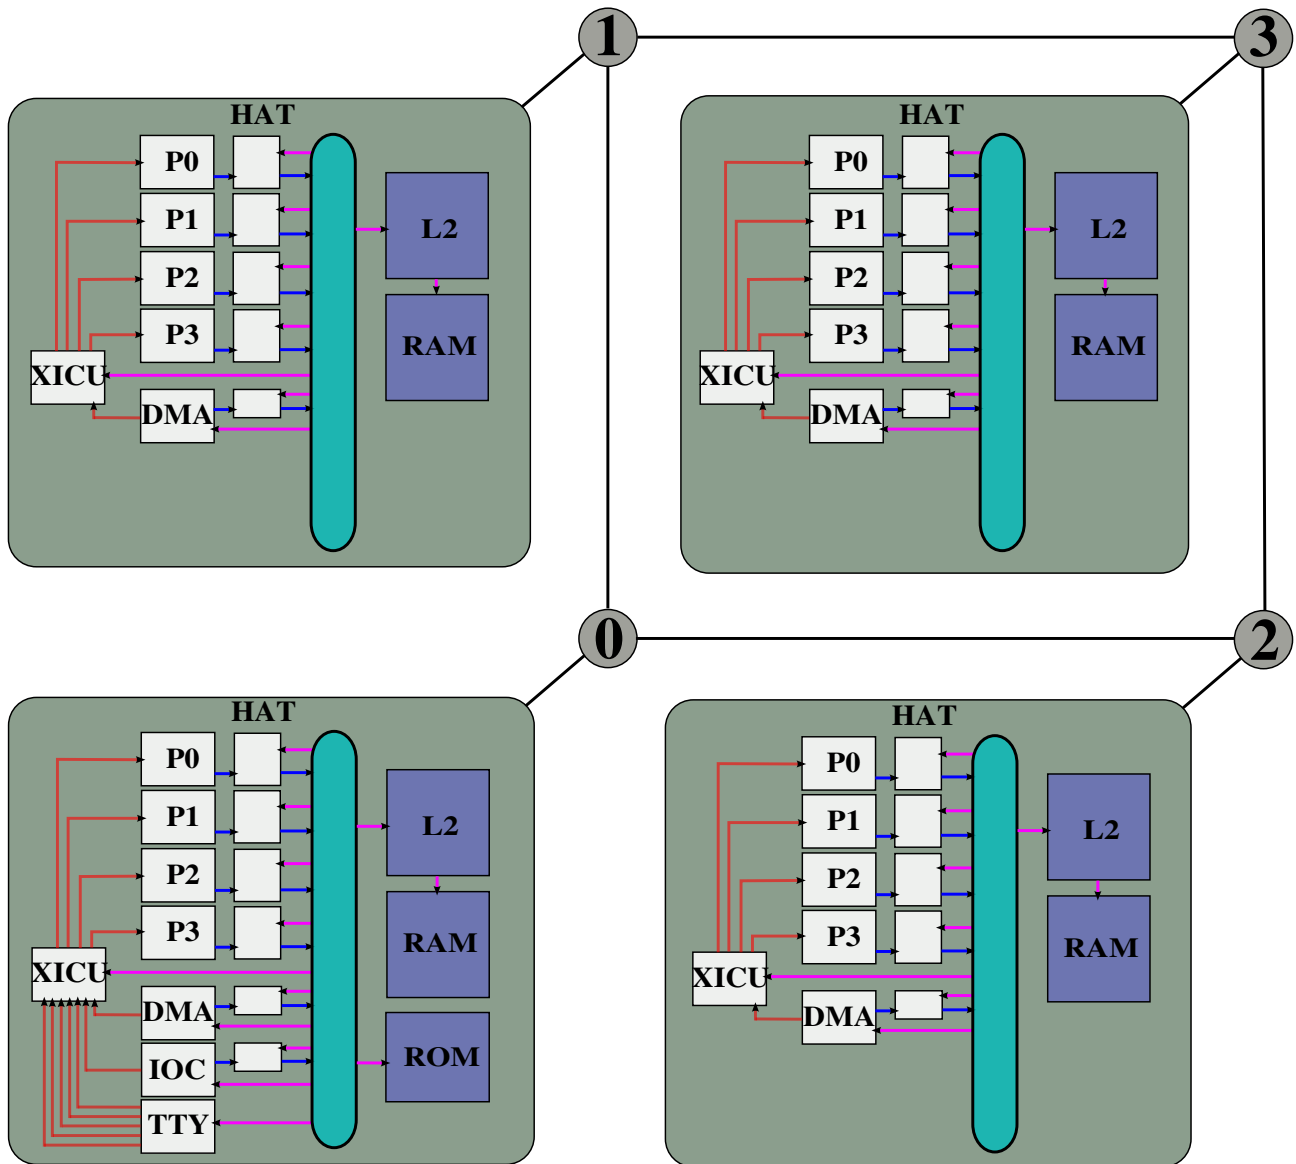 1
3
HAT
P0
P1
L2
P2
P3
RAM
XICU
DMA
HAT
P0
P1
L2
P2
P3
RAM
XICU
DMA
0
2
HAT
P0
P1
L2
P2
P3
RAM
XICU
DMA
IOC
ROM
TTY
HAT
P0
P1
L2
P2
P3
RAM
XICU
DMA